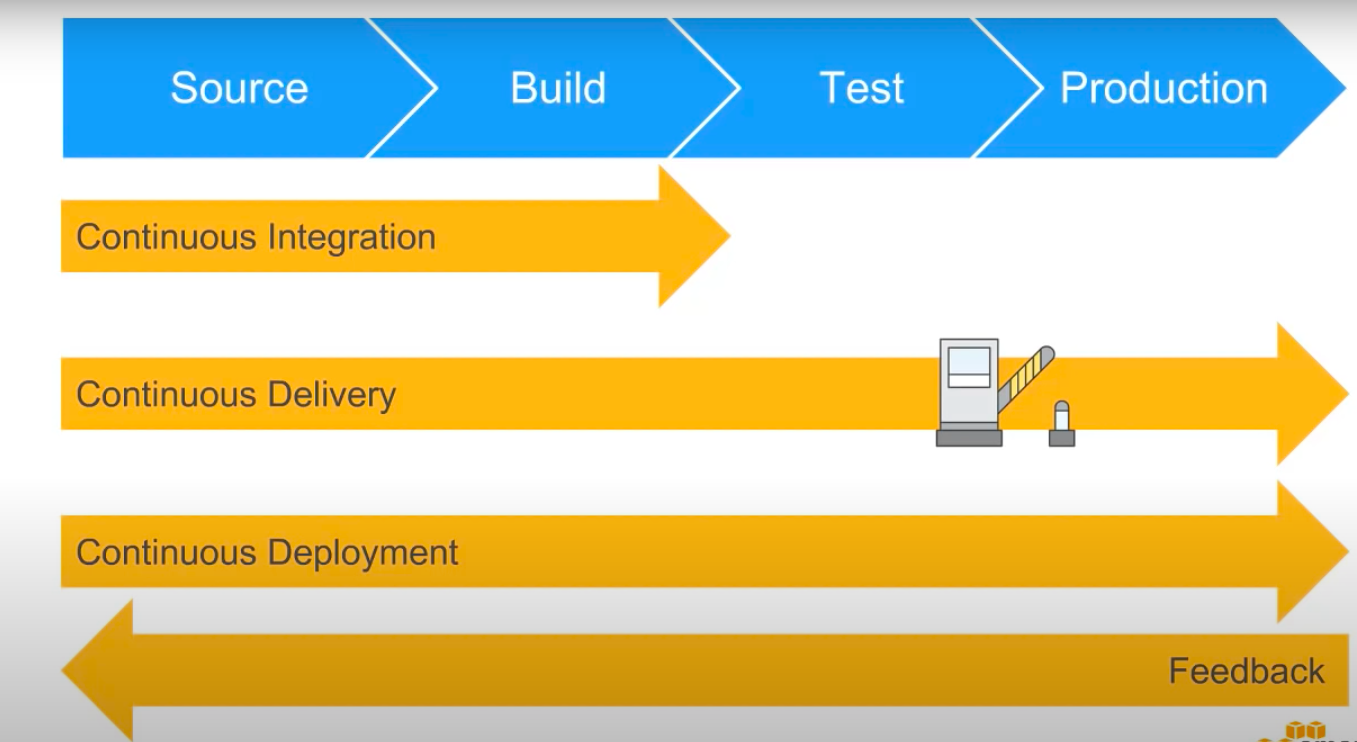 Source
Build
Test
Production
Continuous Integration
Continuous Delivery
Continuous Deployment
Feedback